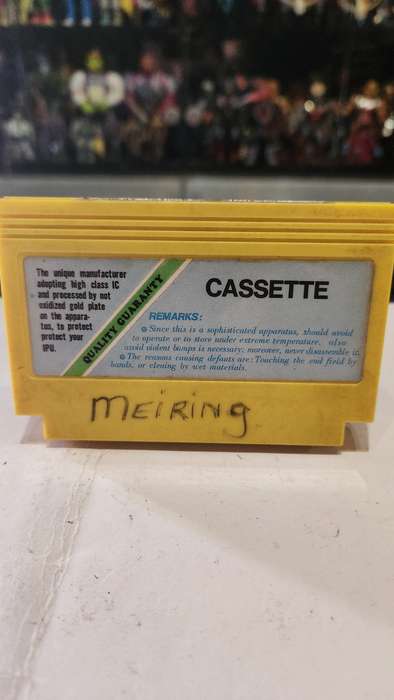 The unique manufacturer
adopting high class IC
and processed by not
oxidized gold plate
on the appara-
tus, to protect
protect your
IPU.
QUALITY GUARANTY
CASSETTE
REMARKS:
Since this is a sophisticated apparatus, should avoid
to operate or to store under extreme temperature. also
avoid violent bumps is necessary; moreover, never disassemble it.
The reasons causing defauts are: Touching the end field by
hands, or clening by wet materials.
MEiRiNG